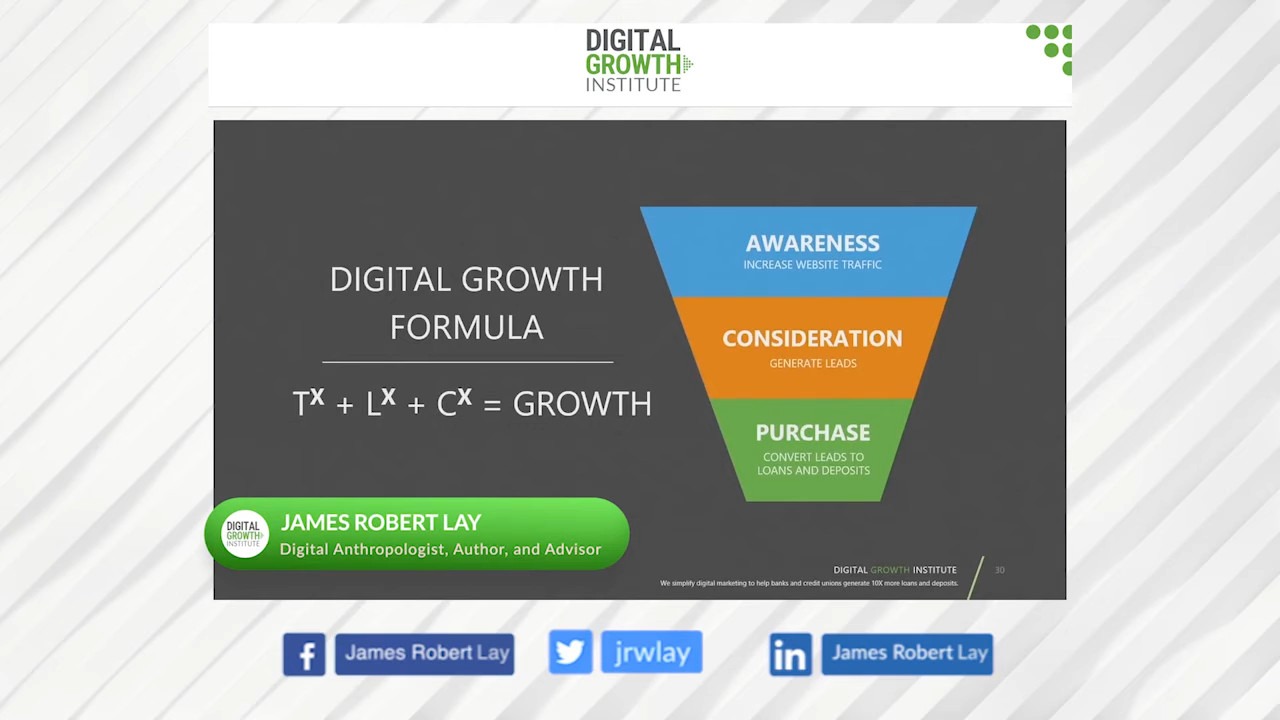 DIGITAL
GROWTH
INSTITUTE
DIGITAL GROWTH
FORMULA
Tˣ + Lˣ + Cˣ = GROWTH
AWARENESS
INCREASE WEBSITE TRAFFIC
CONSIDERATION
GENERATE LEADS
PURCHASE
CONVERT LEADS TO
LOANS AND DEPOSITS
DIGITAL
GROWTH
INSTITUTE
JAMES ROBERT LAY
Digital Anthropologist, Author, and Advisor
DIGITAL GROWTH INSTITUTE
30
We simplify digital marketing to help banks and credit unions generate 10X more loans and deposits.
f James Robert Lay
jrwlay
in James Robert Lay